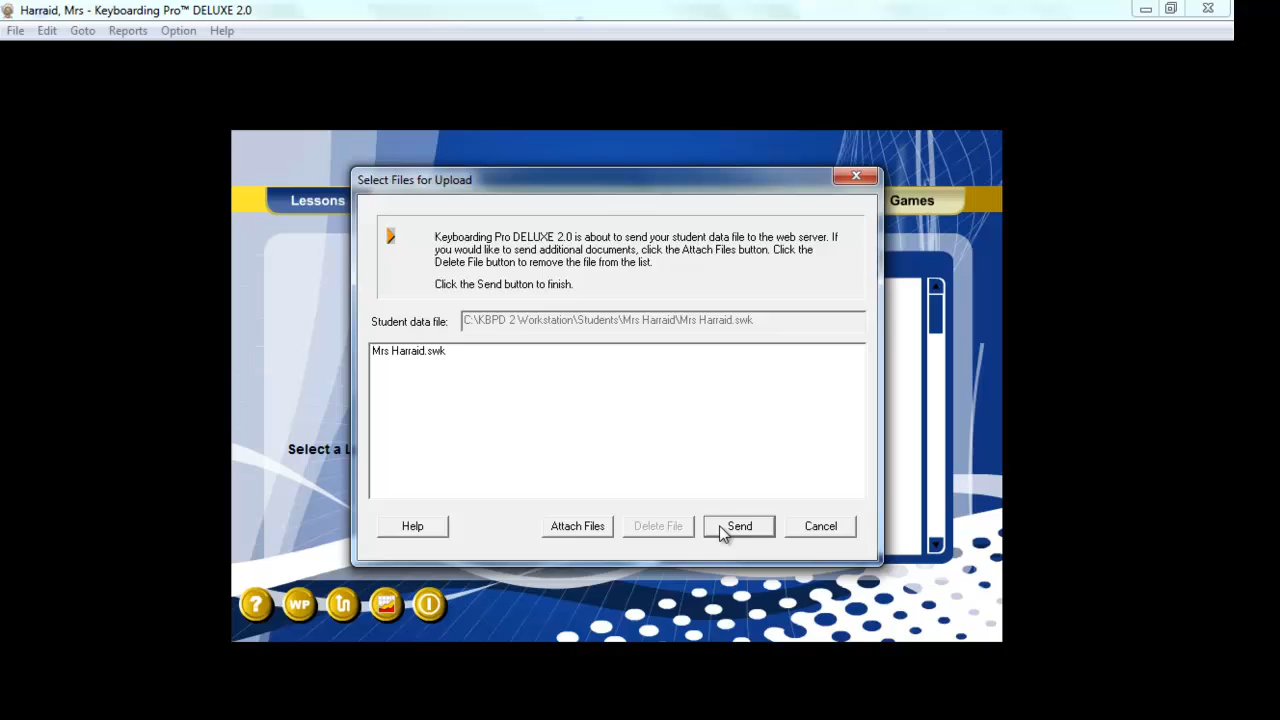 Harraid, Mrs - Keyboarding Pro™ DELUXE 2.0
File Edit Goto Reports Option Help
Select Files for Upload
Lessons
Games
Keyboarding Pro DELUXE 2.0 is about to send your student data file to the web server. If
you would like to send additional documents, click the Attach Files button. Click the
Delete File button to remove the file from the list.
Click the Send button to finish.
Student data file: C:\KBPD 2 Workstation\Students\Mrs Harraid\Mrs Harraid.swk
Mrs Harraid.swk
Select a L
Help Attach Files Delete File Send Cancel
? WP